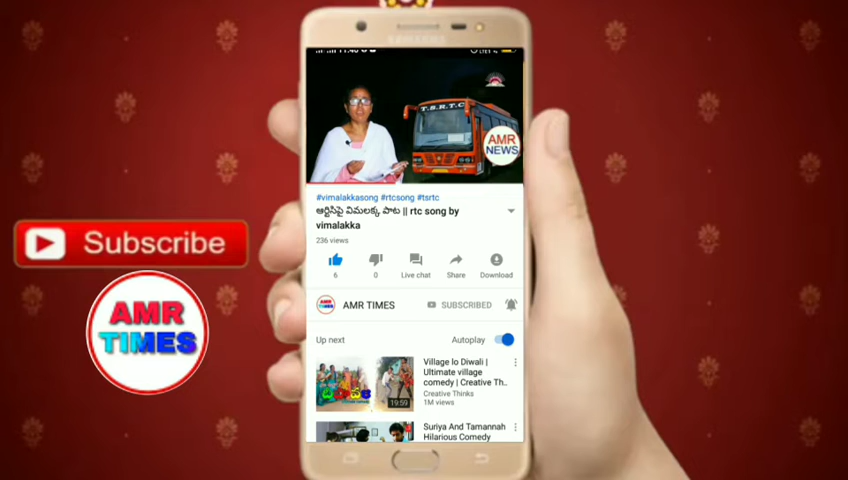 SAMSUNG
T.S.R.T.C
AMR
NEWS
#vimalakkasong #rtcsong #tsrtc
ఆర్టిసిపై విమలక్క పాట || rtc song by
vimalakka
236 views
6
0
Live chat
Share
Download
AMR TIMES
SUBSCRIBED
Up next
Autoplay
Village lo Diwali |
Ultimate village
comedy | Creative Th..
Creative Thinks
1M views
19:59
Suriya And Tamannah
Hilarious Comedy
Subscribe
AMR
TIMES